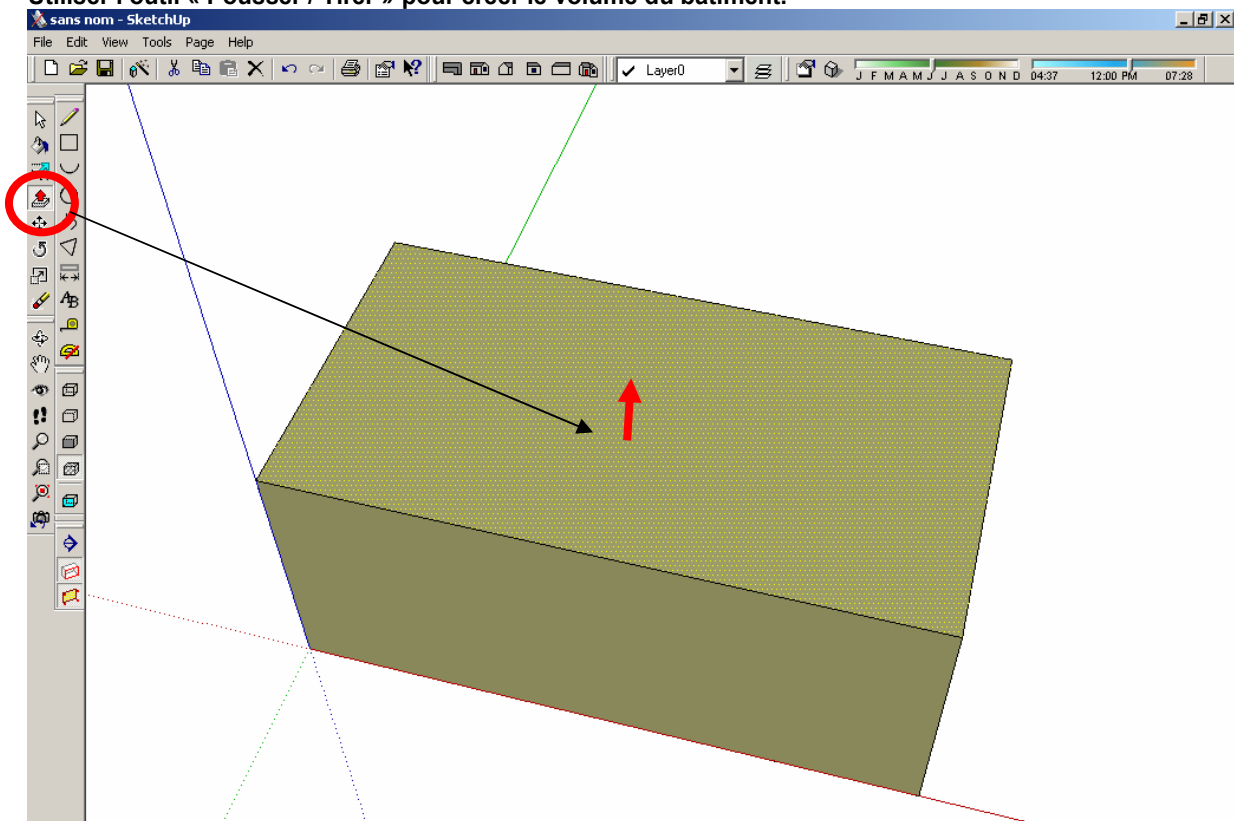 Utiliser l'outil « Pousser / Tirer » pour créer le volume du bâtiment.
sans nom - SketchUp
File Edit View Tools Page Help
Layer0
J F M A M J J A S O N D 04:37 12:00 PM 07:28
AB